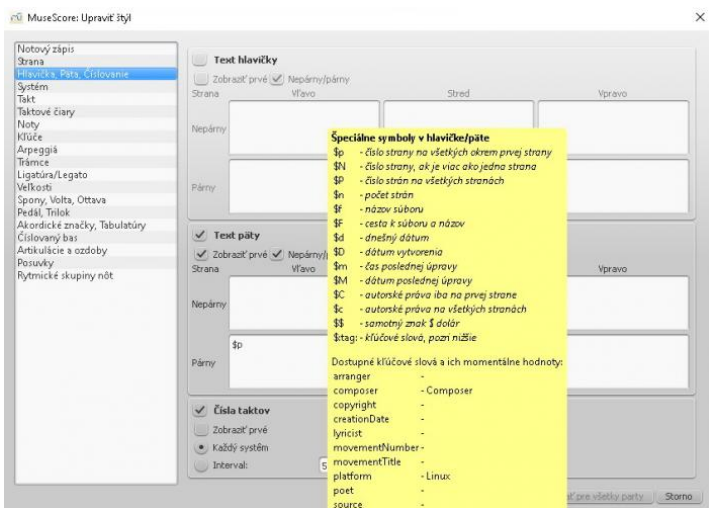 MuseScore: Upraviť štýl
Notový zápis
Strana
Hlavička, Päta, Číslovanie
Systém
Takt
Taktové čiary
Noty
Kľúče
Arpeggiá
Trámce
Ligatúra/Legato
Veľkosti
Spony, Volta, Ottava
Pedál, Trilok
Akordické značky, Tabulatúry
Číslovaný bas
Artikulácie a ozdoby
Posuvky
Rytmické skupiny nôt
Text hlavičky
Zobraziť prvé Nepárny/párny
Strana Vľavo Stred Vpravo
Nepárny
Párny
Text päty
Zobraziť prvé
Strana Vľavo Vpravo
Nepárny
$p
Párny
Čísla taktov
Zobraziť prvé
Každý systém
Interval: 5
Špeciálne symboly v hlavičke/päte
$p - číslo strany na všetkých okrem prvej strany
$N - číslo strany, ak je viac ako jedna strana
$P - číslo strán na všetkých stranách
$n - počet strán
$f - názov súboru
$F - cesta k súboru a názov
$d - dnešný dátum
$D - dátum vytvorenia
$m - čas poslednej úpravy
$M - dátum poslednej úpravy
$C - autorské práva iba na prvej strane
$c - autorské práva na všetkých stranách
$$ - samotný znak $ dolár
$:tag: - kľúčové slová, pozri nižšie
Dostupné kľúčové slová a ich momentálne hodnoty:
arranger -
composer - Composer
copyright -
creationDate -
lyricist -
movementNumber -
movementTitle -
platform - Linux
poet -
source -
pre všetky party Storno